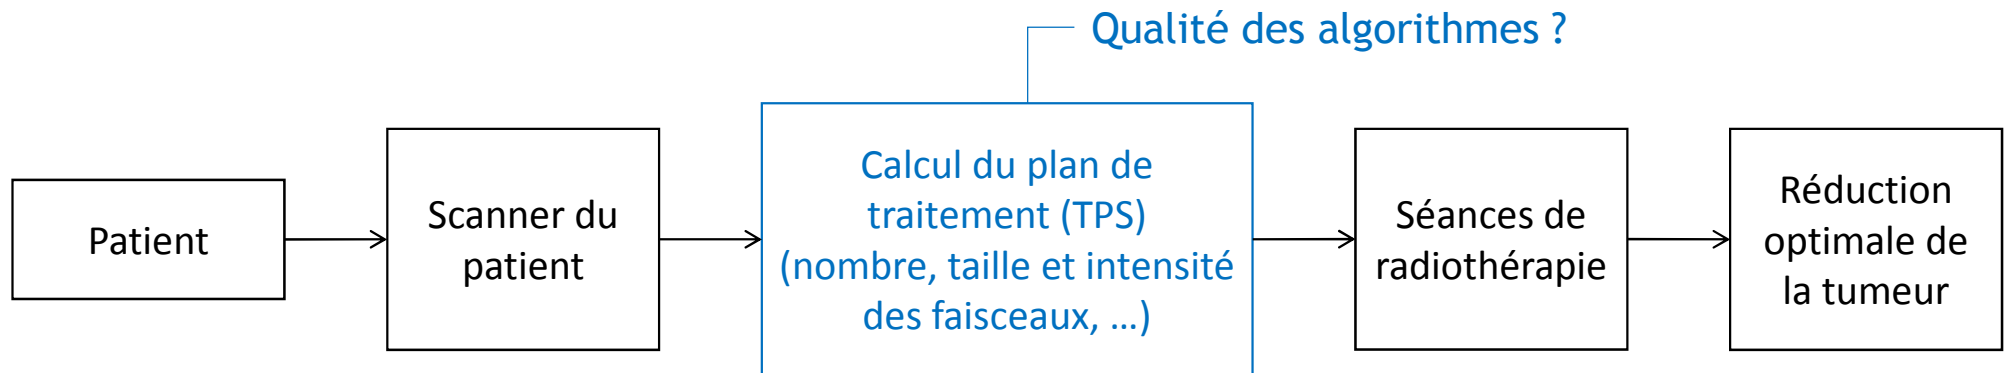 Qualité des algorithmes ?
Patient
Scanner du
patient
Calcul du plan de
traitement (TPS)
(nombre, taille et intensité
des faisceaux, …)
Séances de
radiothérapie
Réduction
optimale de
la tumeur